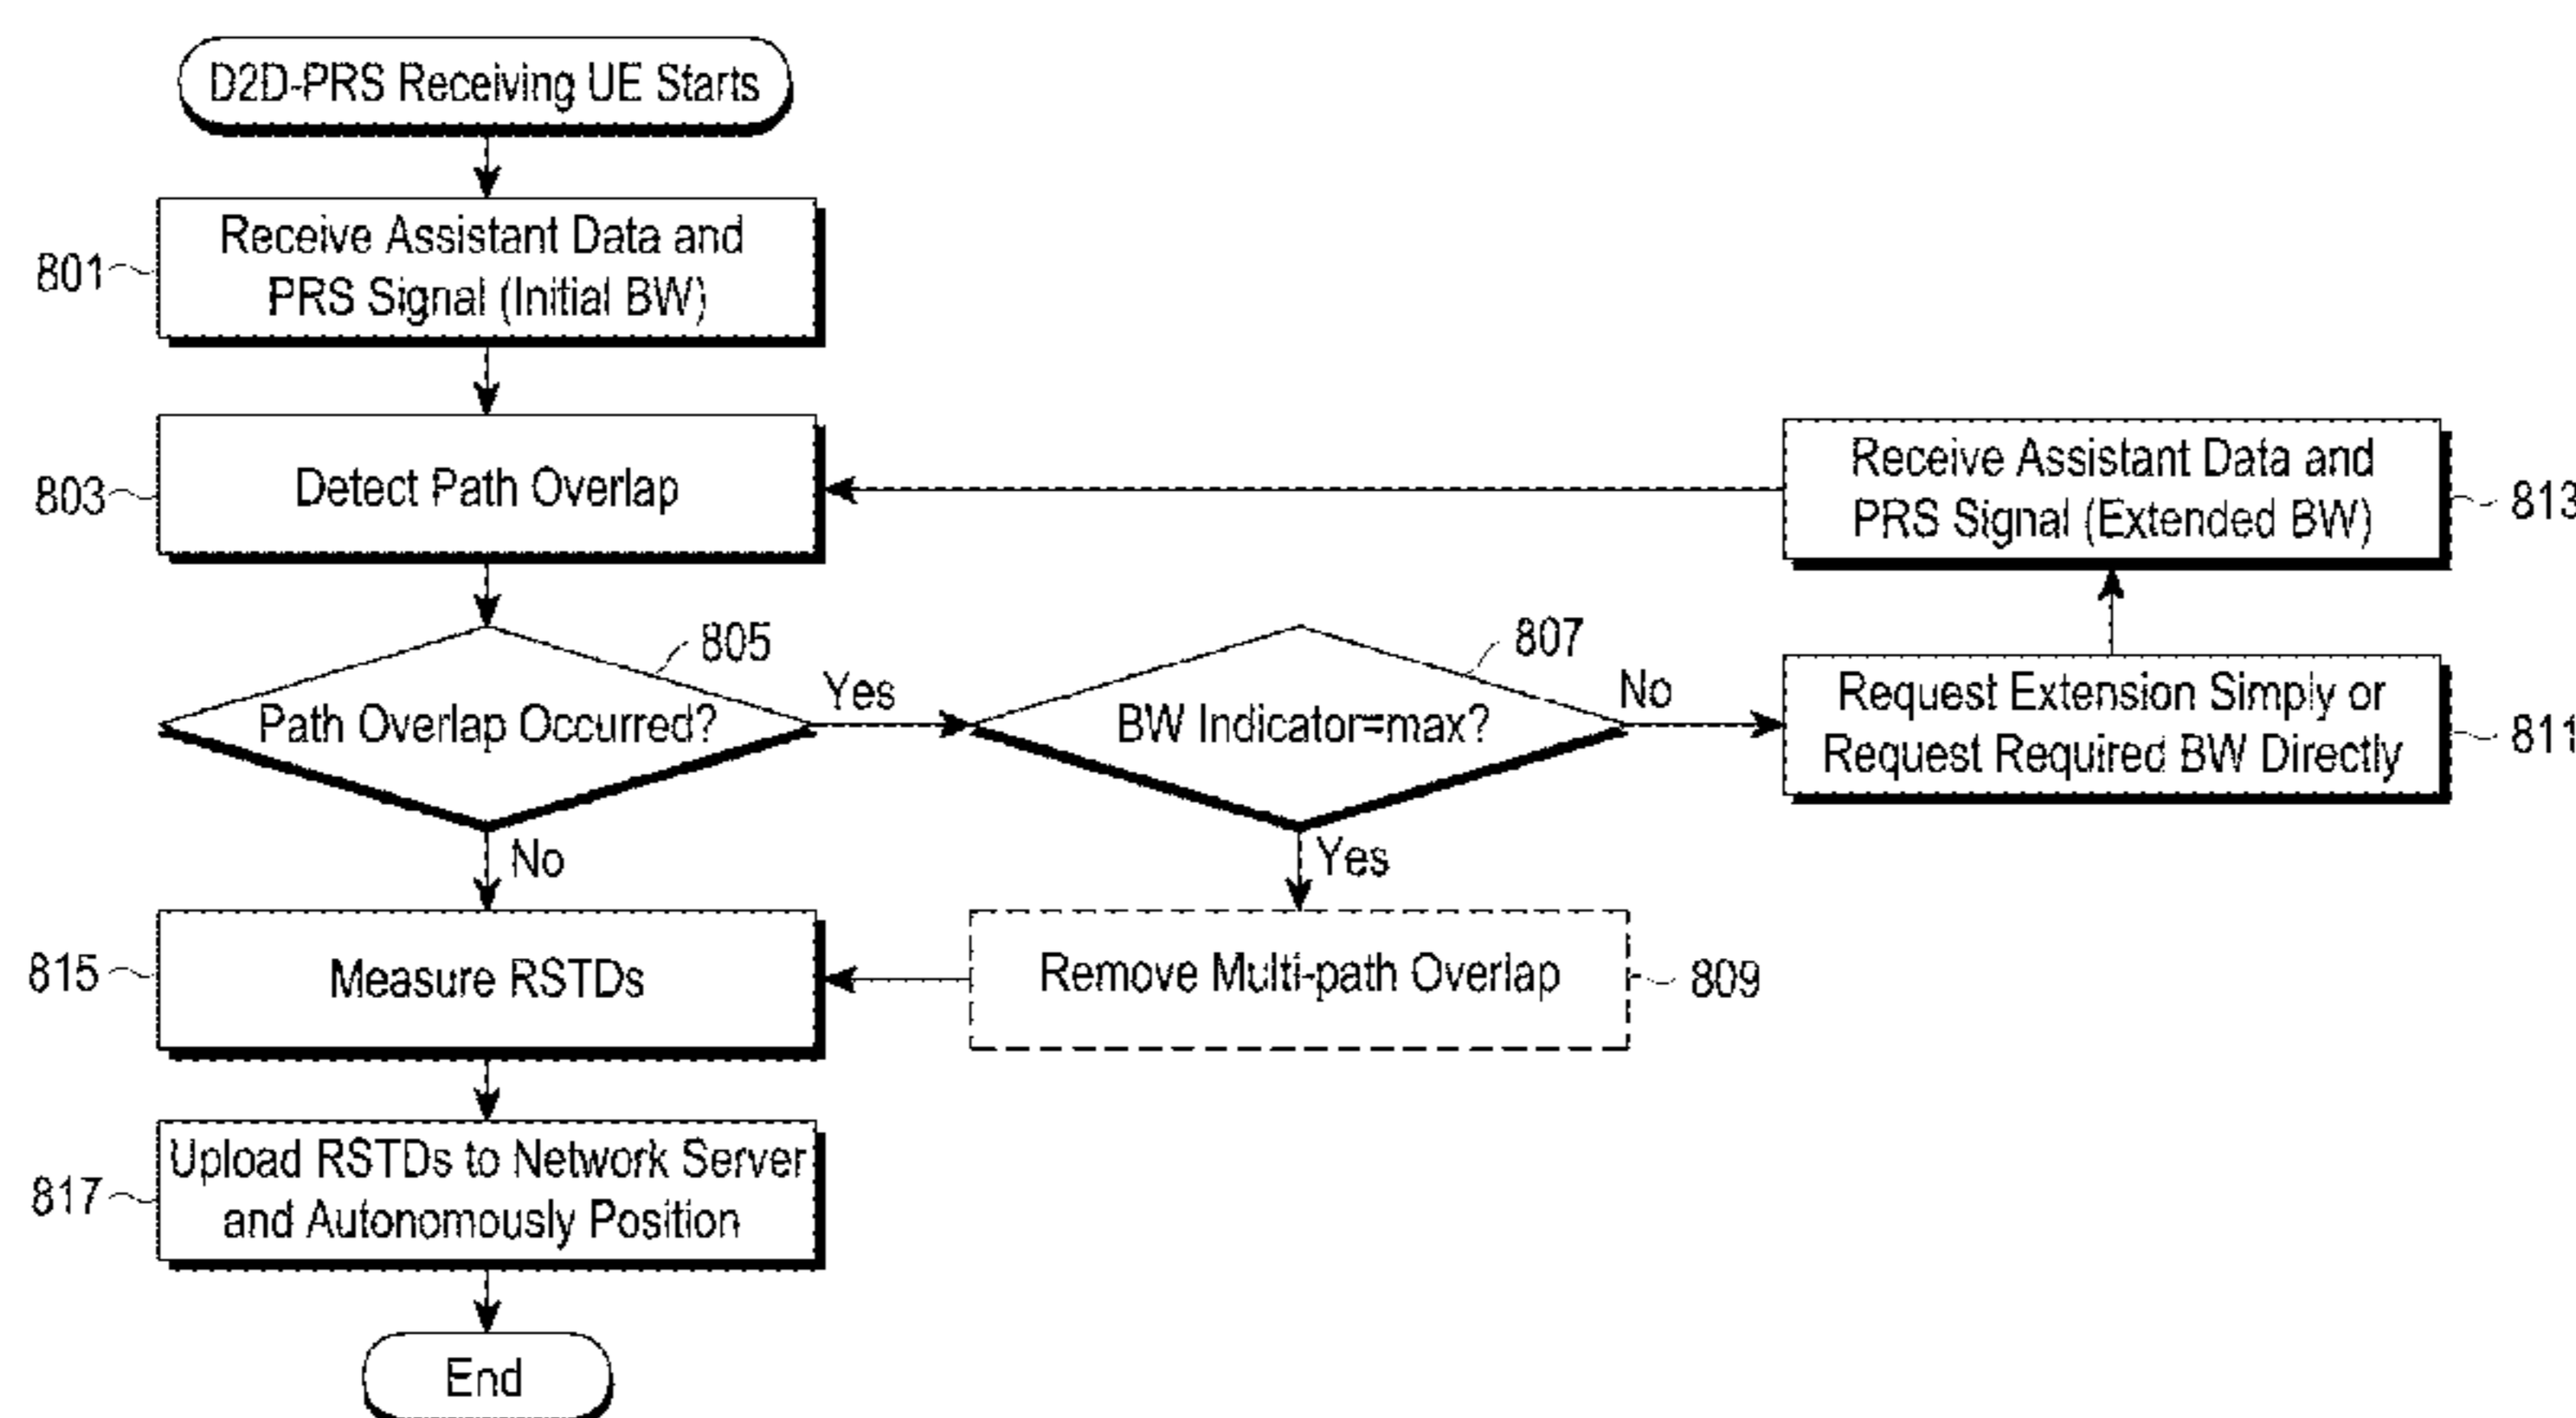 D2D-PRS Receiving UE Starts
801
Receive Assistant Data and
PRS Signal (Initial BW)
803
Detect Path Overlap
Receive Assistant Data and
PRS Signal (Extended BW)
813
805
Path Overlap Occurred?
Yes
807
BW Indicator=max?
No
Request Extension Simply or
Request Required BW Directly
811
No
Yes
815
Measure RSTDs
Remove Multi-path Overlap
809
817
Upload RSTDs to Network Server
and Autonomously Position
End